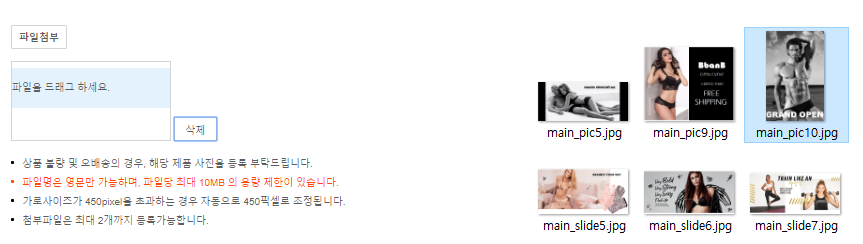 파일첨부
파일을 드래그 하세요.
삭제
• 상품 불량 및 오배송의 경우, 해당 제품 사진을 등록 부탁드립니다.
• 파일명은 영문만 가능하며, 파일당 최대 10MB 의 용량 제한이 있습니다.
• 가로사이즈가 450pixel을 초과하는 경우 자동으로 450픽셀로 조정됩니다.
• 첨부파일은 최대 2개까지 등록가능합니다.
BbanB
FREE
SHIPPING
GRAND OPEN
main_pic5.jpg
main_pic9.jpg
main_pic10.jpg
Very Bold
Very Strong
Very Sexy
TRAIN LIKE AN
main_slide5.jpg
main_slide6.jpg
main_slide7.jpg